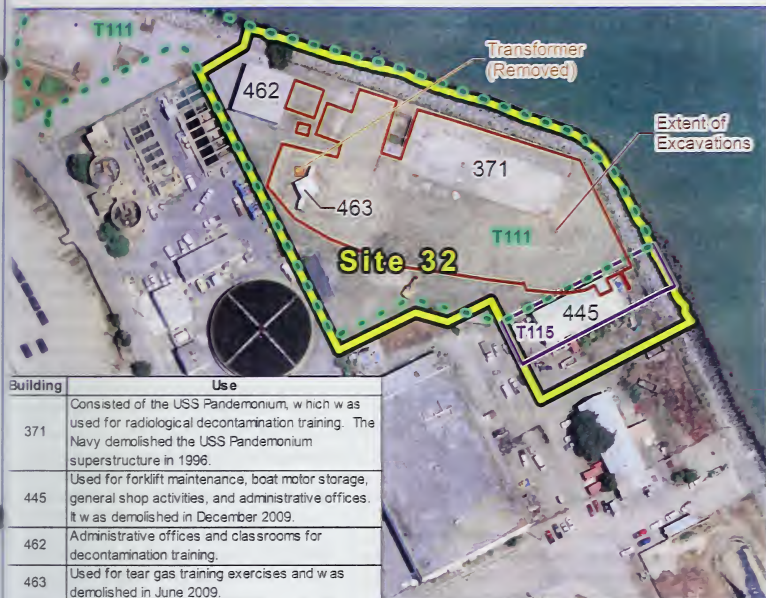 T111
Transformer
(Removed)
462
Extent of
Excavations
371
463
T111
Site 32
445
T115
Building Use
371 Consisted of the USS Pandemonium, which was
used for radiological decontamination training. The
Navy demolished the USS Pandemonium
superstructure in 1996.
445 Used for forklift maintenance, boat motor storage,
general shop activities, and administrative offices.
It was demolished in December 2009.
462 Administrative offices and classrooms for
decontamination training.
463 Used for tear gas training exercises and was
demolished in June 2009.